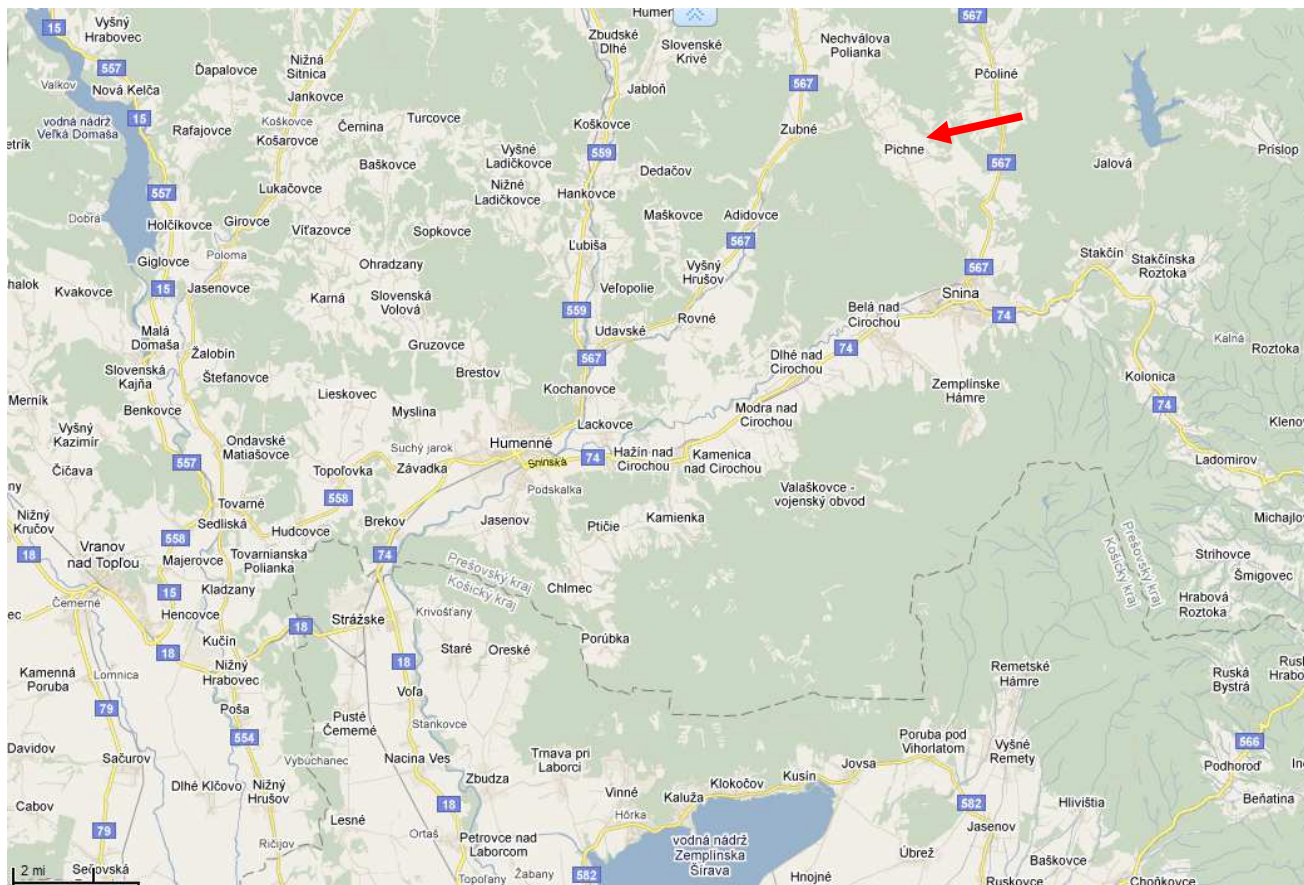 Vyšný
Hrabovec
15
557
Valkov
Nová Kelča
Ďapalovce
Nižná
Sitnica
Jankovce
Zbudské
Dlhé
Slovenské
Krivé
Jabloň
Nechválova
Polianka
567
Pčoliné
567
567
15
vodná nádrž
Veľká Domaša
Rafajovce
Koškovce
Košarovce
Černina
Turcovce
Koškovce
Zubné
Pichne
Vyšné
Ladičkovce
559
Baškovce
Dedačov
567
Jalová
Príslop
557
Lukačovce
Nižné
Ladičkovce
Hankovce
Dobrá
Holčíkovce
Girovce
Víťazovce
Sopkovce
Maškovce
Adidovce
Ľubiša
567
Giglovce
Poloma
Ohradzany
Vyšný
Hrušov
567
Stakčín
Stakčínska
Roztoka
Kvakovce
15
Jasenovce
Karná
Slovenská
Volová
Veľopolie
Snina
559
Belá nad
Cirochou
74
Malá
Domaša
Udavské
Rovné
Kalná
Roztoka
Žalobín
Gruzovce
567
Dlhé nad
Cirochou
74
Slovenská
Kajňa
Štefanovce
Brestov
Kolonica
Merník
Lieskovec
Kochanovce
Zemplínske
Hámre
Benkovce
Myslina
Modra nad
Cirochou
74
Vyšný
Kazimír
Lackovce
Ondavské
Matiašovce
Suchý jarok
Humenné
Hažín nad
Cirochou
Kamenica
nad Cirochou
Čičava
557
Topoľovka
Závadka
Sninská
74
Ladomirov
558
Podskalka
Valaškovce -
vojenský obvod
Tovarné
Nižný
Kručov
Sedliská
Hudcovce
Brekov
Jasenov
Ptičie
Kamienka
558
18
Vranov
nad Topľou
Majerovce
Tovarnianska
Polianka
74
Prešovský kraj
Košický kraj
Prešovský kraj
Košický kraj
Strihovce
Šmigovec
15
Kladzany
Chlmec
Čemerné
Hencovce
Krivošťany
Hrabová
Roztoka
18
Strážske
Kučín
Porúbka
18
Staré
Oreské
Kamenná
Poruba
Lomnica
Nižný
Hrabovec
18
Remetské
Hámre
Ruská
Bystrá
79
Poša
Voľa
554
Pusté
Čemerné
Stankovce
Poruba pod
Vihorlatom
Vyšné
Remety
566
Davidov
Sačurov
Vybúchanec
Nacina Ves
Trnava pri
Laborci
Jovsa
Podhoroď
Zbudza
Klokočov
Kusín
Dlhé Klčovo
Nižný
Hrušov
Vinné
Kaluža
Beňatina
Cabov
18
Hôrka
582
Hlivištia
Lesné
79
Ortaš
Petrovce nad
Laborcom
vodná nádrž
Zemplínska
Šírava
Jasenov
Ričijov
Úbrež
Baškovce
2 mi
Sečovská
Topoľany
Žabany
582
Hnojné
Ruskovce
Choňkovce